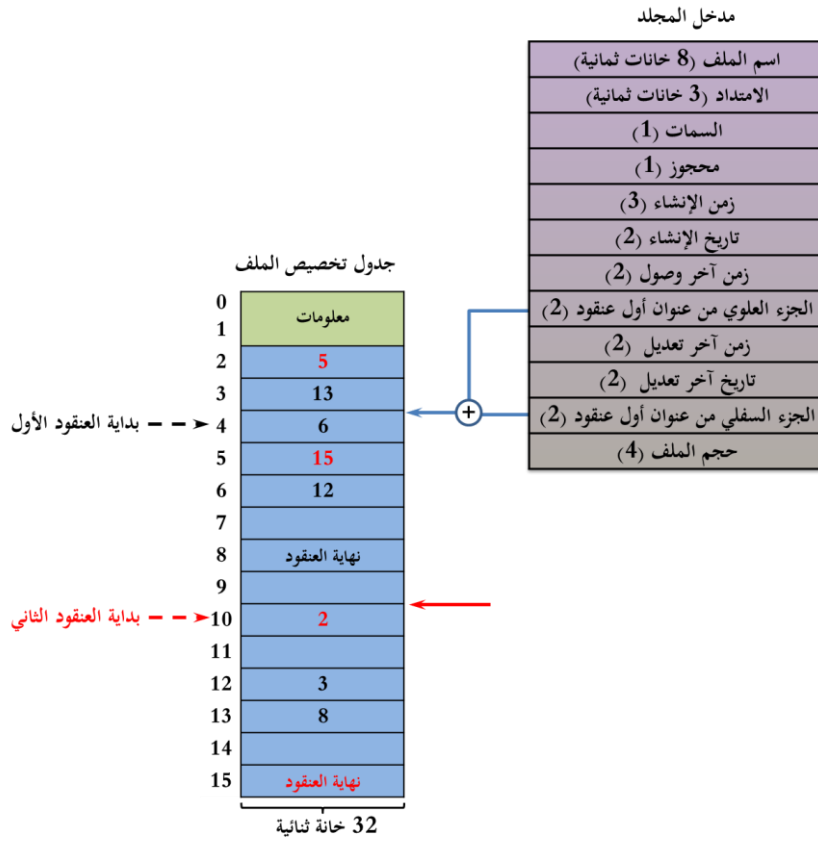 مدخل المجلد
اسم الملف (8 خانات ثمانية)
الامتداد (3 خانات ثمانية)
السمات (1)
محجوز (1)
زمن الإنشاء (3)
تاريخ الإنشاء (2)
زمن آخر وصول (2)
الجزء العلوي من عنوان أول عنقود (2)
زمن آخر تعديل (2)
تاريخ آخر تعديل (2)
الجزء السفلي من عنوان أول عنقود (2)
حجم الملف (4)
+
جدول تخصيص الملف
0
1
معلومات
2 5
3 13
بداية العنقود الأول 4 6
5 15
6 12
7
8 نهاية العنقود
9
بداية العنقود الثاني 10 2
11
12 3
13 8
14
15 نهاية العنقود
32 خانة ثنائية